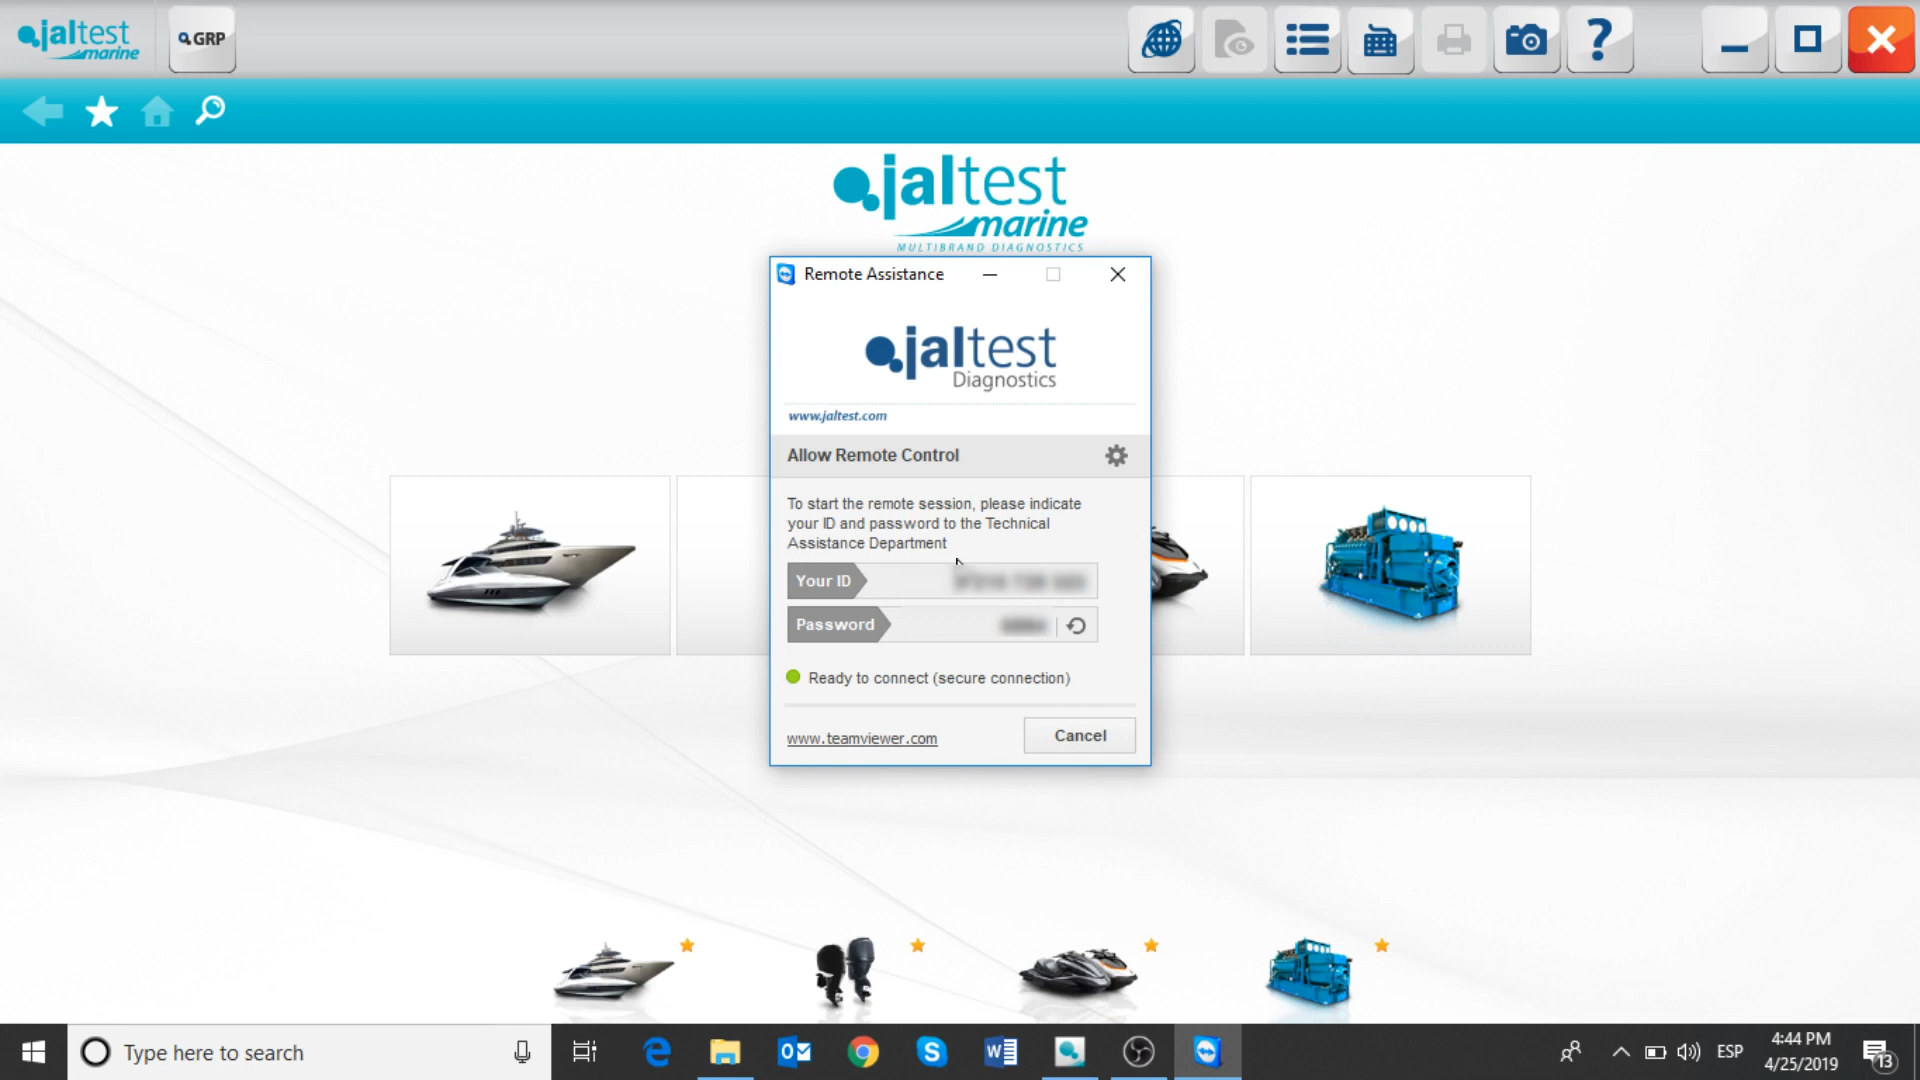 jaltest
marine
GRP
?
jaltest
marine
MULTIBRAND DIAGNOSTICS
Remote Assistance
jaltest
Diagnostics
www.jaltest.com
Allow Remote Control
To start the remote session, please indicate
your ID and password to the Technical
Assistance Department
Your ID
Password
Ready to connect (secure connection)
www.teamviewer.com
Cancel
Type here to search
ESP
4:44 PM
4/25/2019
13